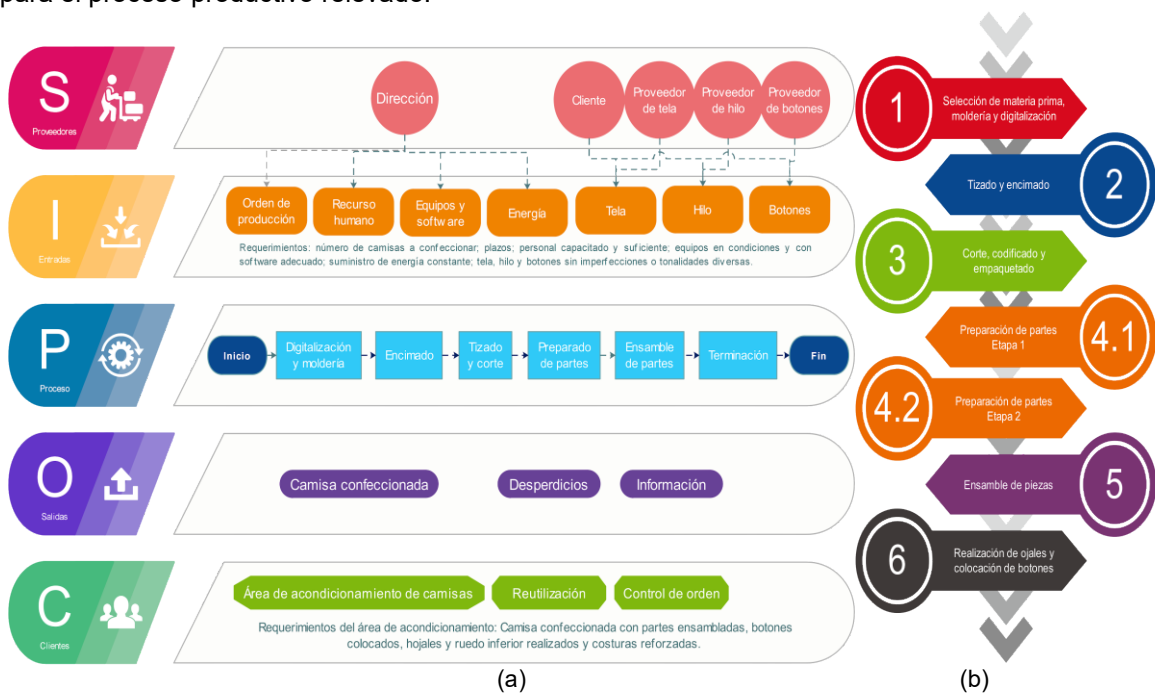 para el proceso productivo relevado.
S
Proveedores
Dirección
Cliente
Proveedor
de tela
Proveedor
de hilo
Proveedor
de botones
I
Entradas
Orden de
producción
Recurso
humano
Equipos y
software
Energía
Tela
Hilo
Botones
Requerimientos: número de camisas a confeccionar; plazos; personal capacitado y suficiente; equipos en condiciones y con
software adecuado; suministro de energía constante; tela, hilo y botones sin imperfecciones o tonalidades diversas.
P
Proceso
Inicio
Digitalización
y moldería
Encimado
Tizado
y corte
Preparado
de partes
Ensamble
de partes
Terminación
Fin
O
Salidas
Camisa confeccionada
Desperdicios
Información
C
Clientes
Área de acondicionamiento de camisas
Reutilización
Control de orden
Requerimientos del área de acondicionamiento: Camisa confeccionada con partes ensambladas, botones
colocados, hojales y ruedo inferior realizados y costuras reforzadas.
(a)
1
Selección de materia prima,
moldería y digitalización
Tizado y encimado
2
3
Corte, codificado y
empaquetado
Preparación de partes
Etapa 1
4.1
4.2
Preparación de partes
Etapa 2
Ensamble de piezas
5
6
Realización de ojales y
colocación de botones
(b)